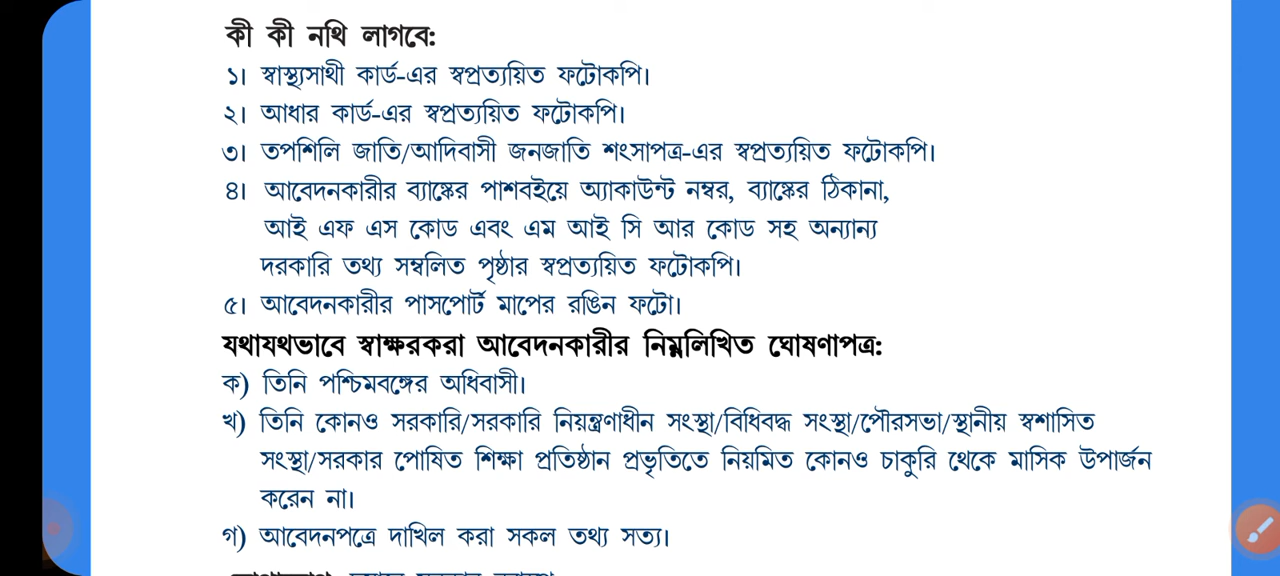 কী কী নথি লাগবে:
১। স্বাস্থ্যসাথী কার্ড-এর স্বপ্রত্যয়িত ফটোকপি।
২। আধার কার্ড-এর স্বপ্রত্যয়িত ফটোকপি।
৩। তপশিলি জাতি/আদিবাসী জনজাতি শংসাপত্র-এর স্বপ্রত্যয়িত ফটোকপি।
৪। আবেদনকারীর ব্যাঙ্কের পাশবইয়ে অ্যাকাউন্ট নম্বর, ব্যাঙ্কের ঠিকানা,
আই এফ এস কোড এবং এম আই সি আর কোড সহ অন্যান্য
দরকারি তথ্য সম্বলিত পৃষ্ঠার স্বপ্রত্যয়িত ফটোকপি।
৫। আবেদনকারীর পাসপোর্ট মাপের রঙিন ফটো।
যথাযথভাবে স্বাক্ষরকরা আবেদনকারীর নিম্নলিখিত ঘোষণাপত্র:
ক) তিনি পশ্চিমবঙ্গের অধিবাসী।
খ) তিনি কোনও সরকারি/সরকারি নিয়ন্ত্রণাধীন সংস্থা/বিধিবদ্ধ সংস্থা/পৌরসভা/স্থানীয় স্বশাসিত
সংস্থা/সরকার পোষিত শিক্ষা প্রতিষ্ঠান প্রভৃতিতে নিয়মিত কোনও চাকুরি থেকে মাসিক উপার্জন
করেন না।
গ) আবেদনপত্রে দাখিল করা সকল তথ্য সত্য।